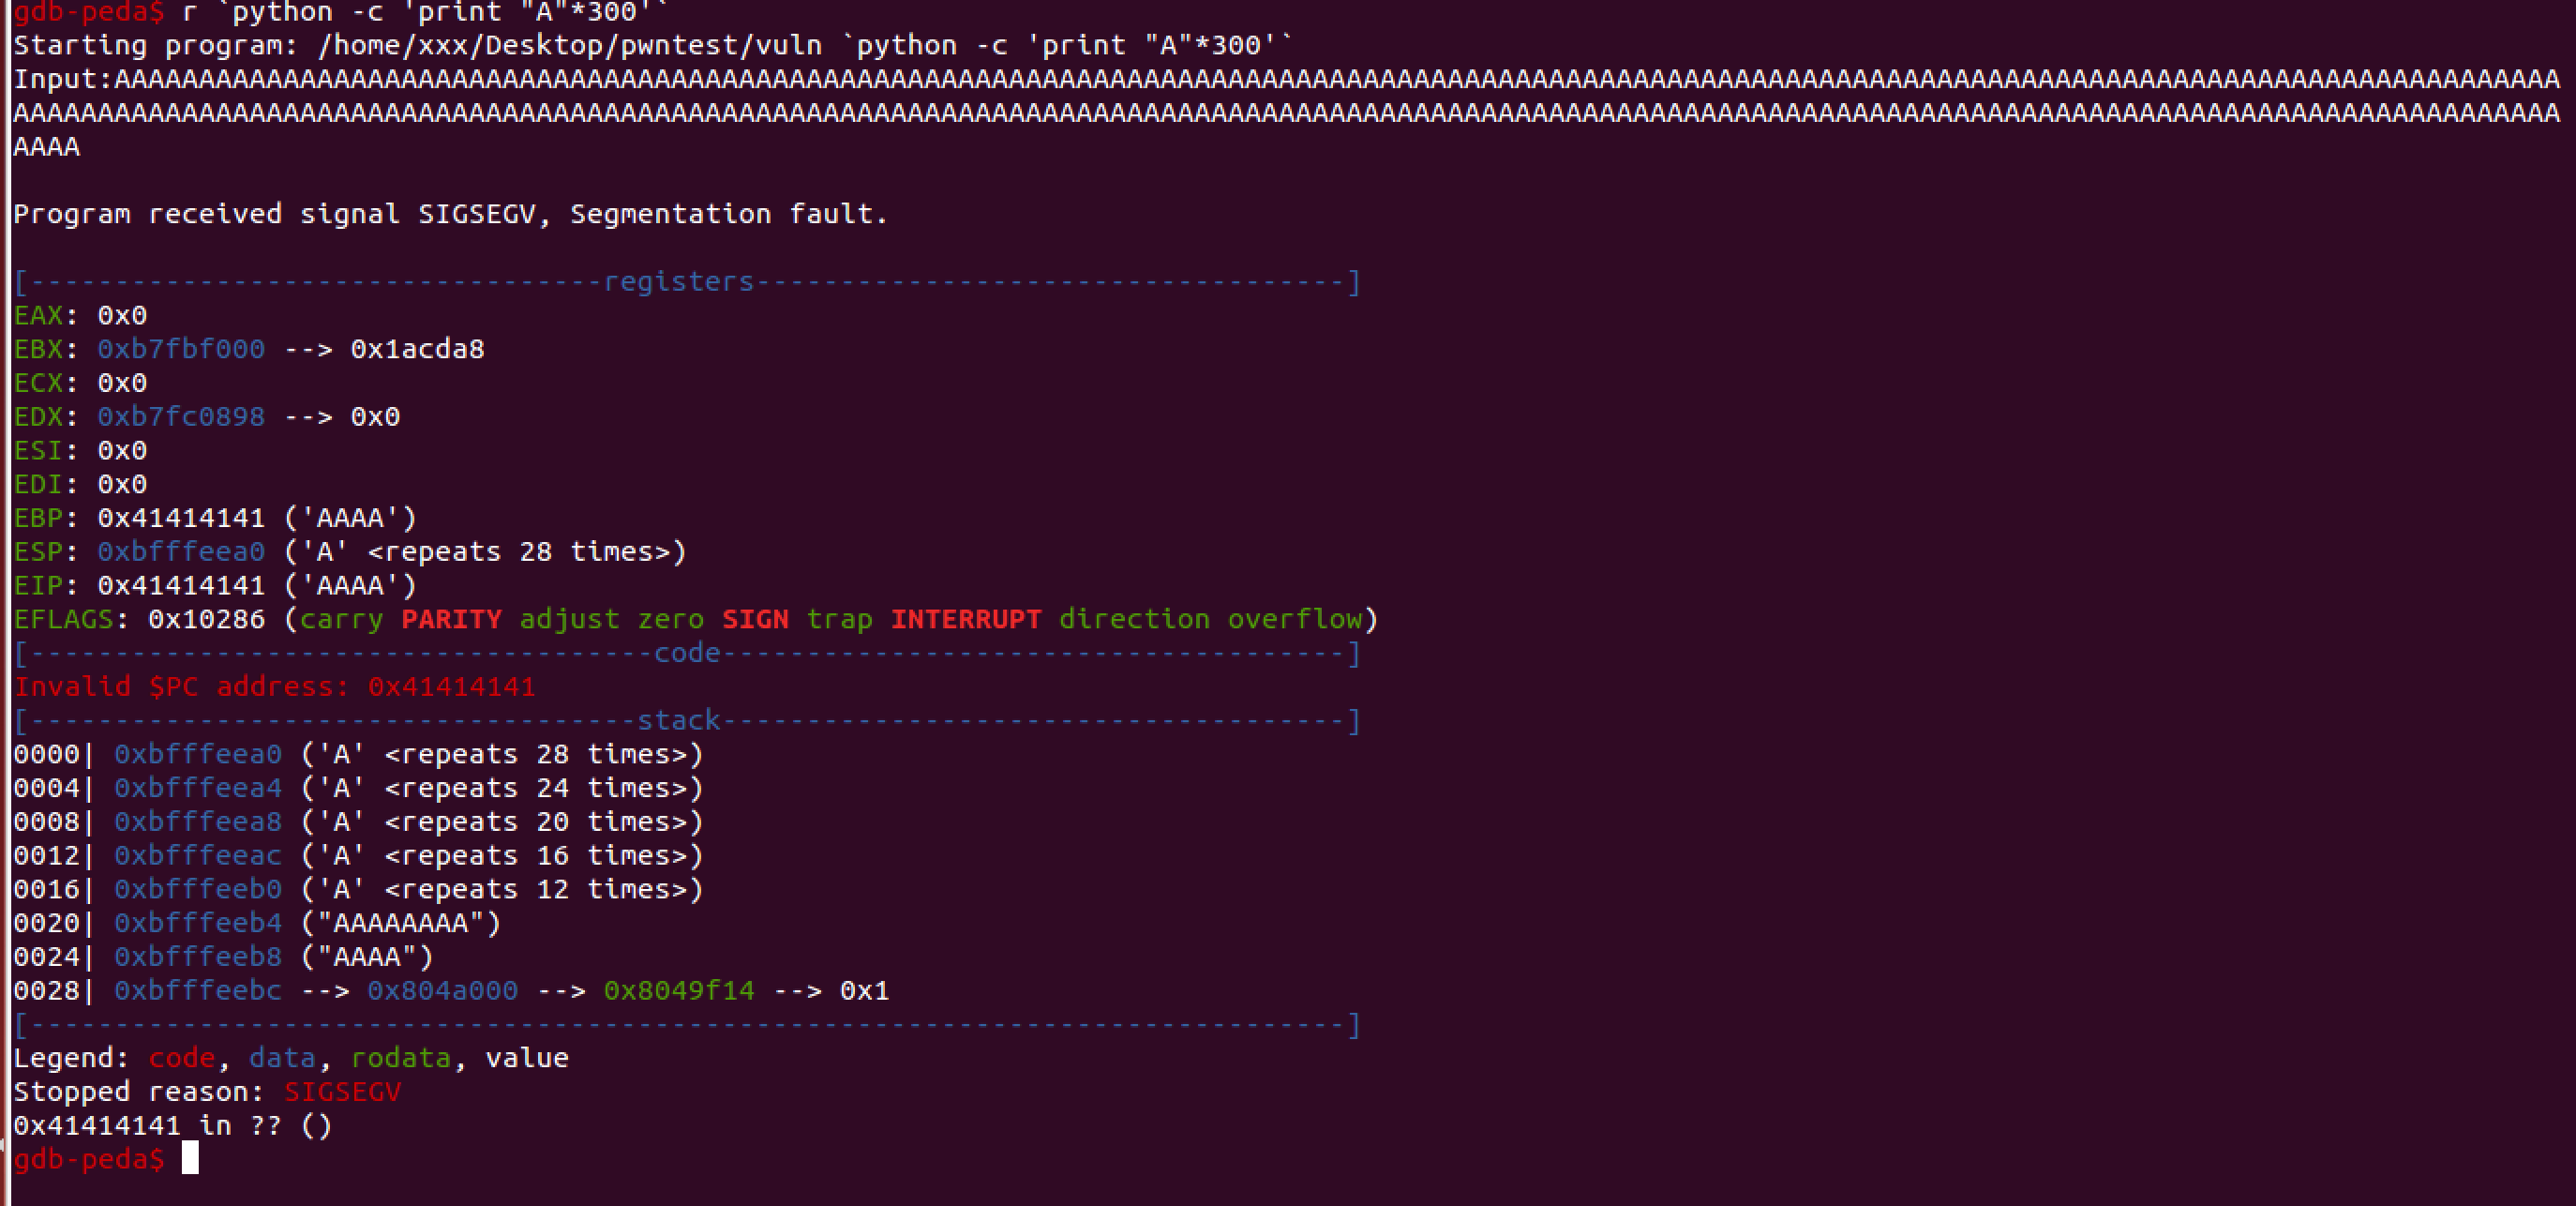 gdb-peda$ r `python -c 'print "A"*300'`
Starting program: /home/xxx/Desktop/pwntest/vuln `python -c 'print "A"*300'`
Input:AAAAAAAAAAAAAAAAAAAAAAAAAAAAAAAAAAAAAAAAAAAAAAAAAAAAAAAAAAAAAAAAAAAAAAAAAAAAAAAAAAAAAAAAAAAAAAAAAAAAAAAAAAAAAAAAAAAAAAAAAAAAAAAAAAAAAAAAAAAAAAAAA
AAAAAAAAAAAAAAAAAAAAAAAAAAAAAAAAAAAAAAAAAAAAAAAAAAAAAAAAAAAAAAAAAAAAAAAAAAAAAAAAAAAAAAAAAAAAAAAAAAAAAAAAAAAAAAAAAAAAAAAAAAAAAAAAAAAAAAAAAAAAAAAAAAAAAAA
AAAA
Program received signal SIGSEGV, Segmentation fault.
[----------------------------------registers-----------------------------------]
EAX: 0x0
EBX: 0xb7fbf000 --> 0x1acda8
ECX: 0x0
EDX: 0xb7fc0898 --> 0x0
ESI: 0x0
EDI: 0x0
EBP: 0x41414141 ('AAAA')
ESP: 0xbfffeea0 ('A' <repeats 28 times>)
EIP: 0x41414141 ('AAAA')
EFLAGS: 0x10286 (carry PARITY adjust zero SIGN trap INTERRUPT direction overflow)
[-------------------------------------code-------------------------------------]
Invalid $PC address: 0x41414141
[------------------------------------stack-------------------------------------]
0000| 0xbfffeea0 ('A' <repeats 28 times>)
0004| 0xbfffeea4 ('A' <repeats 24 times>)
0008| 0xbfffeea8 ('A' <repeats 20 times>)
0012| 0xbfffeeac ('A' <repeats 16 times>)
0016| 0xbfffeeb0 ('A' <repeats 12 times>)
0020| 0xbfffeeb4 ("AAAAAAAA")
0024| 0xbfffeeb8 ("AAAA")
0028| 0xbfffeebc --> 0x804a000 --> 0x8049f14 --> 0x1
[------------------------------------------------------------------------------]
Legend: code, data, rodata, value
Stopped reason: SIGSEGV
0x41414141 in ?? ()
gdb-peda$